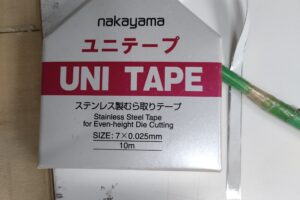 nakayama
ユニテープ
UNI TAPE
ステンレス製むら取りテープ
Stainless Steel Tape
for Even-height Die Cutting
SIZE: 7×0.025mm
10m